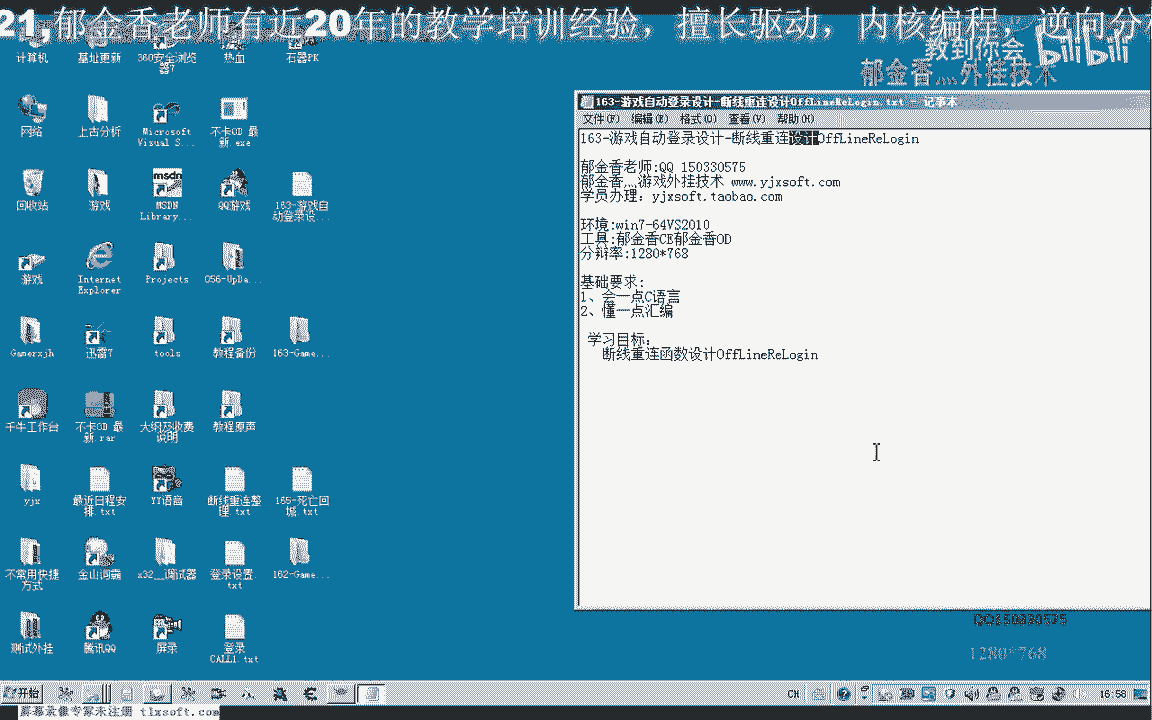 21,郁金香老师有近20年的教学培训经验，擅长驱动，内核编程，逆向分
教到你会
bilibili
郁金香灬外挂技术
计算机
基址更新
360安全浏览器7
热血
石器PK
网络
上古分析
Microsoft Visual S...
不卡OD 最新.exe
回收站
游戏
MSDN Library...
QQ游戏
163-游戏自动登录设...
游戏
Internet Explorer
Projects
056-UpDa...
Gamerxjh
迅雷7
tools
教程备份
163-Game...
千牛工作台
不卡OD 最新.rar
大纲及收费说明
教程原声
yjx
最近日程安排.txt
YY语音
断线重连整理.txt
165-死亡回城.txt
不常用快捷方式
金山词霸
x32__调试器
登录设置.txt
162-Game...
测试外挂
腾讯QQ
屏录
登录CALL1.txt
163-游戏自动登录设计-断线重连设计OffLineReLogin.txt - 记事本
文件(F) 编辑(E) 格式(O) 查看(V) 帮助(H)
163-游戏自动登录设计-断线重连设计OffLineReLogin
郁金香老师:QQ 150330575
郁金香灬游戏外挂技术 www.yjxsoft.com
学员办理：yjxsoft.taobao.com
环境:win7-64VS2010
工具:郁金香CE郁金香OD
分辩率:1280*768
基础要求:
1、会一点C语言
2、懂一点汇编
学习目标：
断线重连函数设计OffLineReLogin
QQ150330575
1280*768
开始
CH
16:58
屏幕录像专家未注册 tlxsoft.com